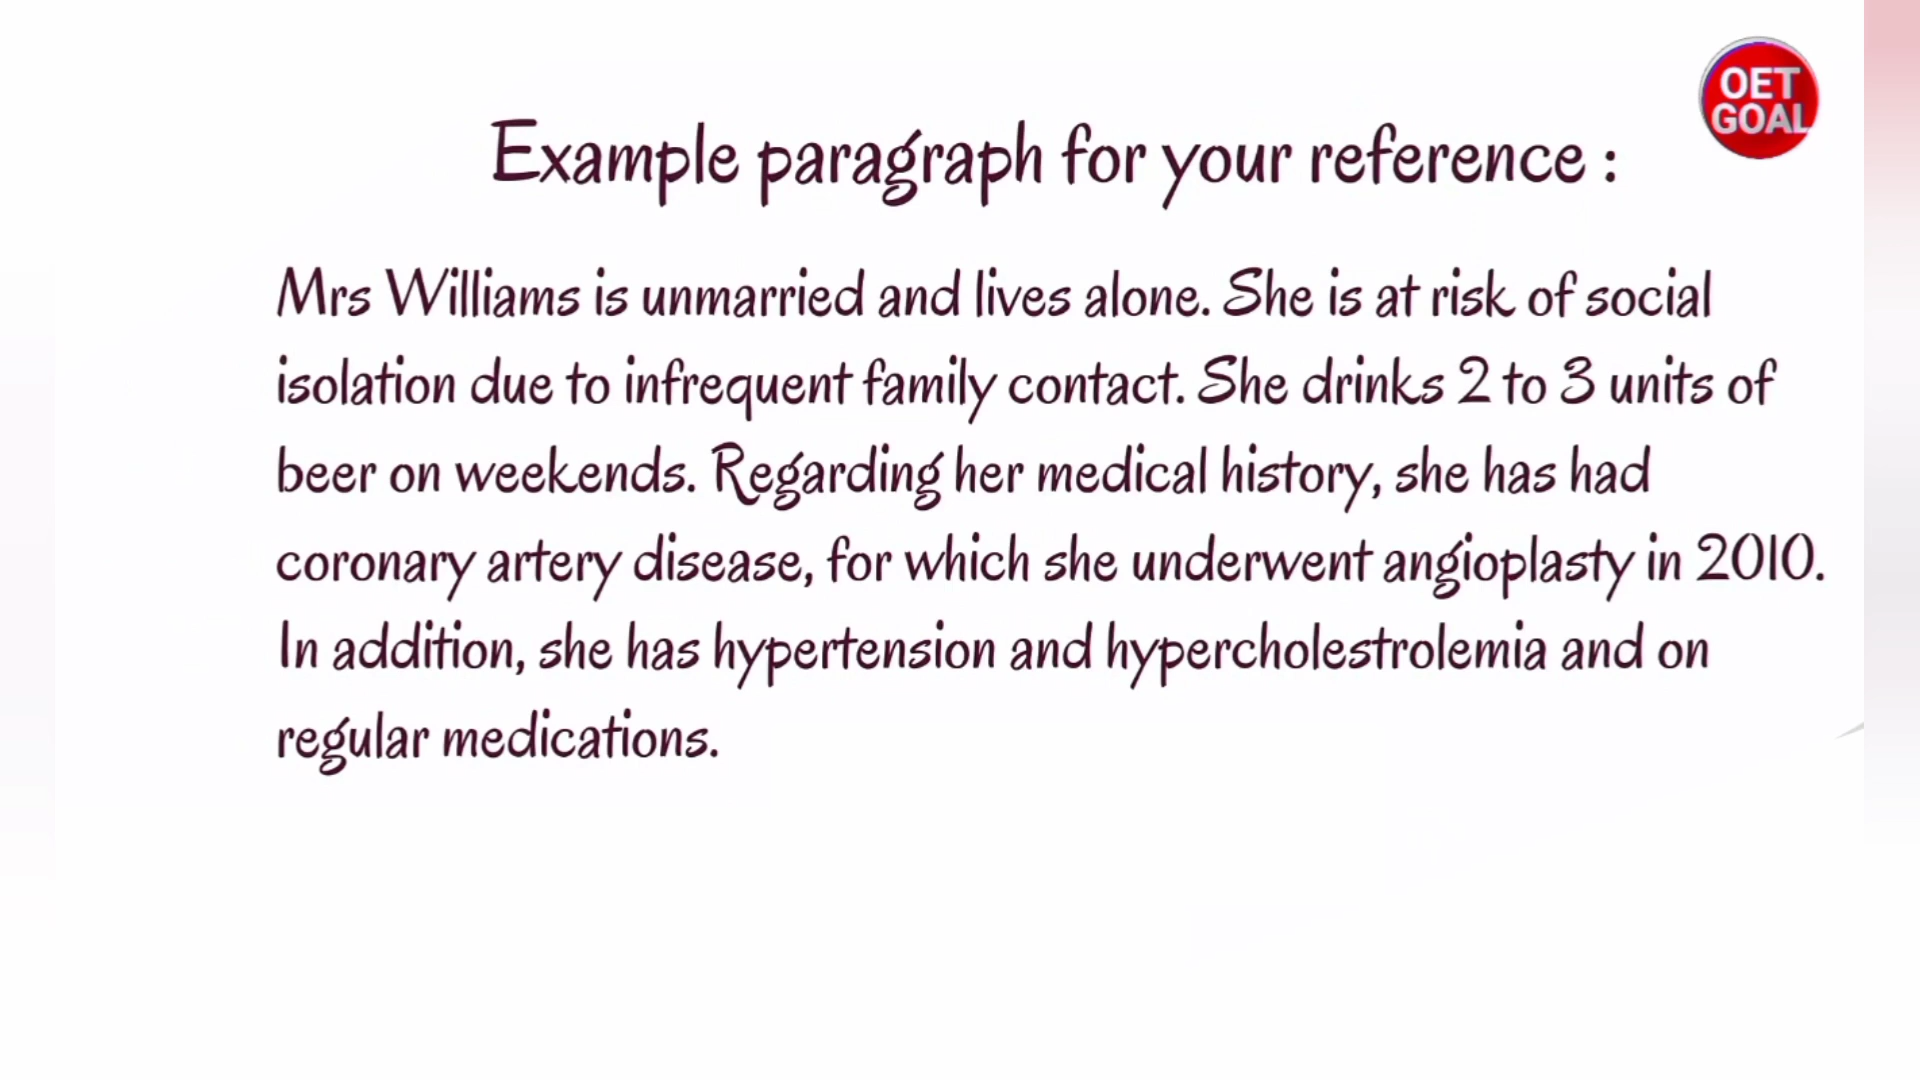 OET
GOAL
Example paragraph for your reference :
Mrs Williams is unmarried and lives alone. She is at risk of social
isolation due to infrequent family contact. She drinks 2 to 3 units of
beer on weekends. Regarding her medical history, she has had
coronary artery disease, for which she underwent angioplasty in 2010.
In addition, she has hypertension and hypercholestrolemia and on
regular medications.